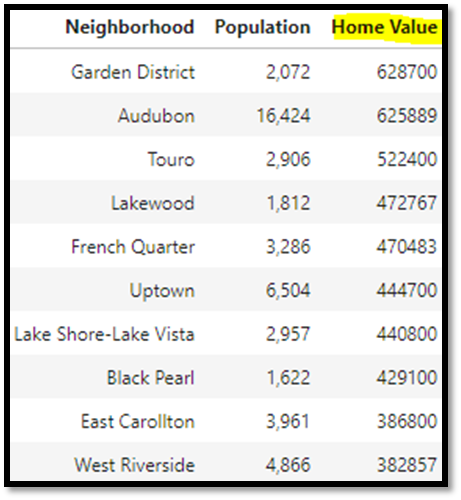 Neighborhood Population Home Value
Garden District 2,072 628700
Audubon 16,424 625889
Touro 2,906 522400
Lakewood 1,812 472767
French Quarter 3,286 470483
Uptown 6,504 444700
Lake Shore-Lake Vista 2,957 440800
Black Pearl 1,622 429100
East Carollton 3,961 386800
West Riverside 4,866 382857